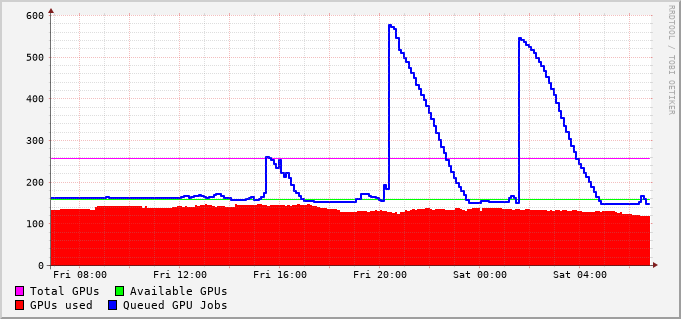 RRDTOOL / TOBI OETIKER
600
500
400
300
200
100
0
Fri 08:00 Fri 12:00 Fri 16:00 Fri 20:00 Sat 00:00 Sat 04:00
Total GPUs Available GPUs
GPUs used Queued GPU Jobs